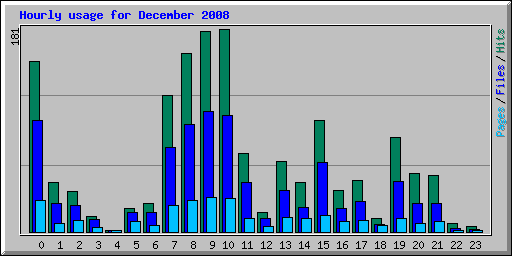 Hourly usage for December 2008
181
Pages / Files / Hits
0 1 2 3 4 5 6 7 8 9 10 11 12 13 14 15 16 17 18 19 20 21 22 23